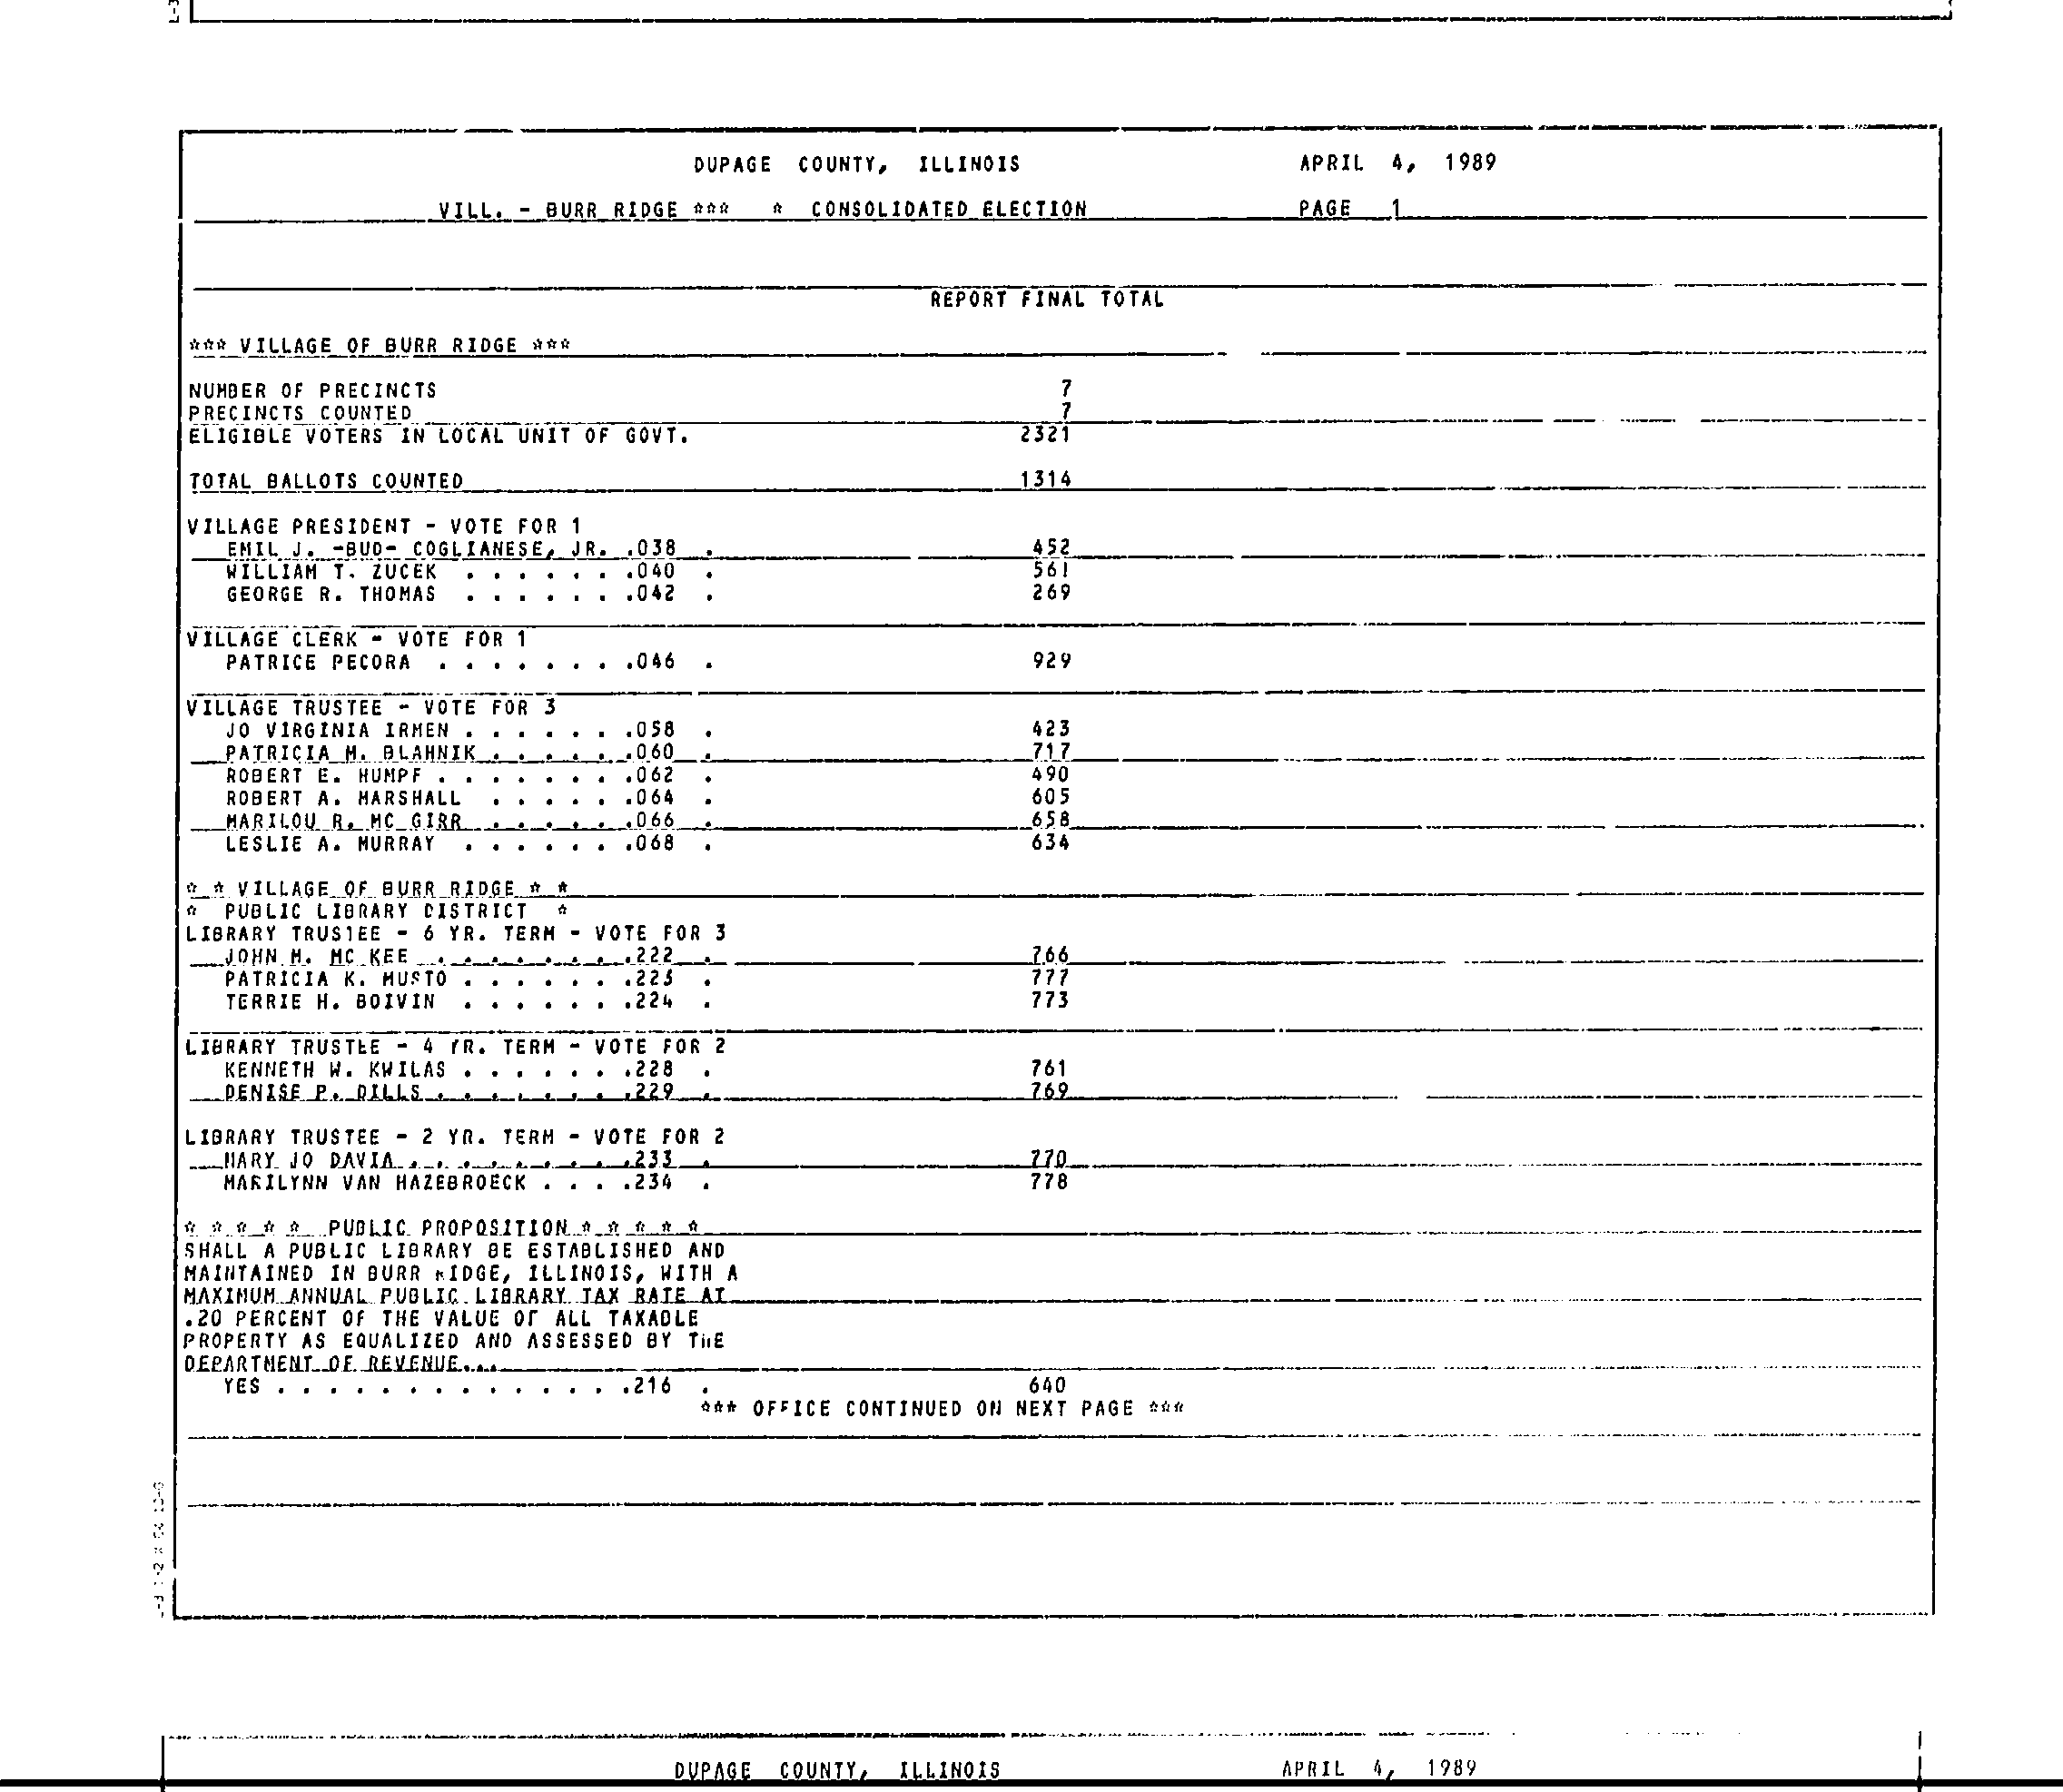 DUPAGE COUNTY, ILLINOIS APRIL 4, 1989
VILL. - BURR RIDGE *** * CONSOLIDATED ELECTION PAGE 1
REPORT FINAL TOTAL
*** VILLAGE OF BURR RIDGE ***
NUMBER OF PRECINCTS 7
PRECINCTS COUNTED 7
ELIGIBLE VOTERS IN LOCAL UNIT OF GOVT. 2321
TOTAL BALLOTS COUNTED 1314
VILLAGE PRESIDENT - VOTE FOR 1
EMIL J. -BUD- COGLIANESE, JR. .038 . 452
WILLIAM T. ZUCEK . . . . . . .040 . 561
GEORGE R. THOMAS . . . . . . .042 . 269
VILLAGE CLERK - VOTE FOR 1
PATRICE PECORA . . . . . . . .046 . 929
VILLAGE TRUSTEE - VOTE FOR 3
JO VIRGINIA IRMEN . . . . . . .058 . 423
PATRICIA M. BLAHNIK . . . . . .060 . 717
ROBERT E. HUMPF . . . . . . . .062 . 490
ROBERT A. MARSHALL . . . . . .064 . 605
MARILOU R. MC GIRR . . . . . .066 . 658
LESLIE A. MURRAY . . . . . . .068 . 634
* * VILLAGE OF BURR RIDGE * *
* PUBLIC LIBRARY DISTRICT *
LIBRARY TRUSTEE - 6 YR. TERM - VOTE FOR 3
JOHN M. MC KEE . . . . . . . .222 . 766
PATRICIA K. MUSTO . . . . . . .223 . 777
TERRIE H. BOIVIN . . . . . . .224 . 773
LIBRARY TRUSTEE - 4 YR. TERM - VOTE FOR 2
KENNETH W. KWILAS . . . . . . .228 . 761
DENISE P. DILLS . . . . . . . .229 . 769
LIBRARY TRUSTEE - 2 YR. TERM - VOTE FOR 2
MARY JO DAVIA . . . . . . . . .233 . 770
MARILYNN VAN HAZEBROECK . . . .234 . 778
* * * * * PUBLIC PROPOSITION * * * * *
SHALL A PUBLIC LIBRARY BE ESTABLISHED AND
MAINTAINED IN BURR RIDGE, ILLINOIS, WITH A
MAXIMUM ANNUAL PUBLIC LIBRARY TAX RATE AT
.20 PERCENT OF THE VALUE OF ALL TAXABLE
PROPERTY AS EQUALIZED AND ASSESSED BY THE
DEPARTMENT OF REVENUE...
YES . . . . . . . . . . . . . .216 . 640
*** OFFICE CONTINUED ON NEXT PAGE ***
DUPAGE COUNTY, ILLINOIS APRIL 4, 1989